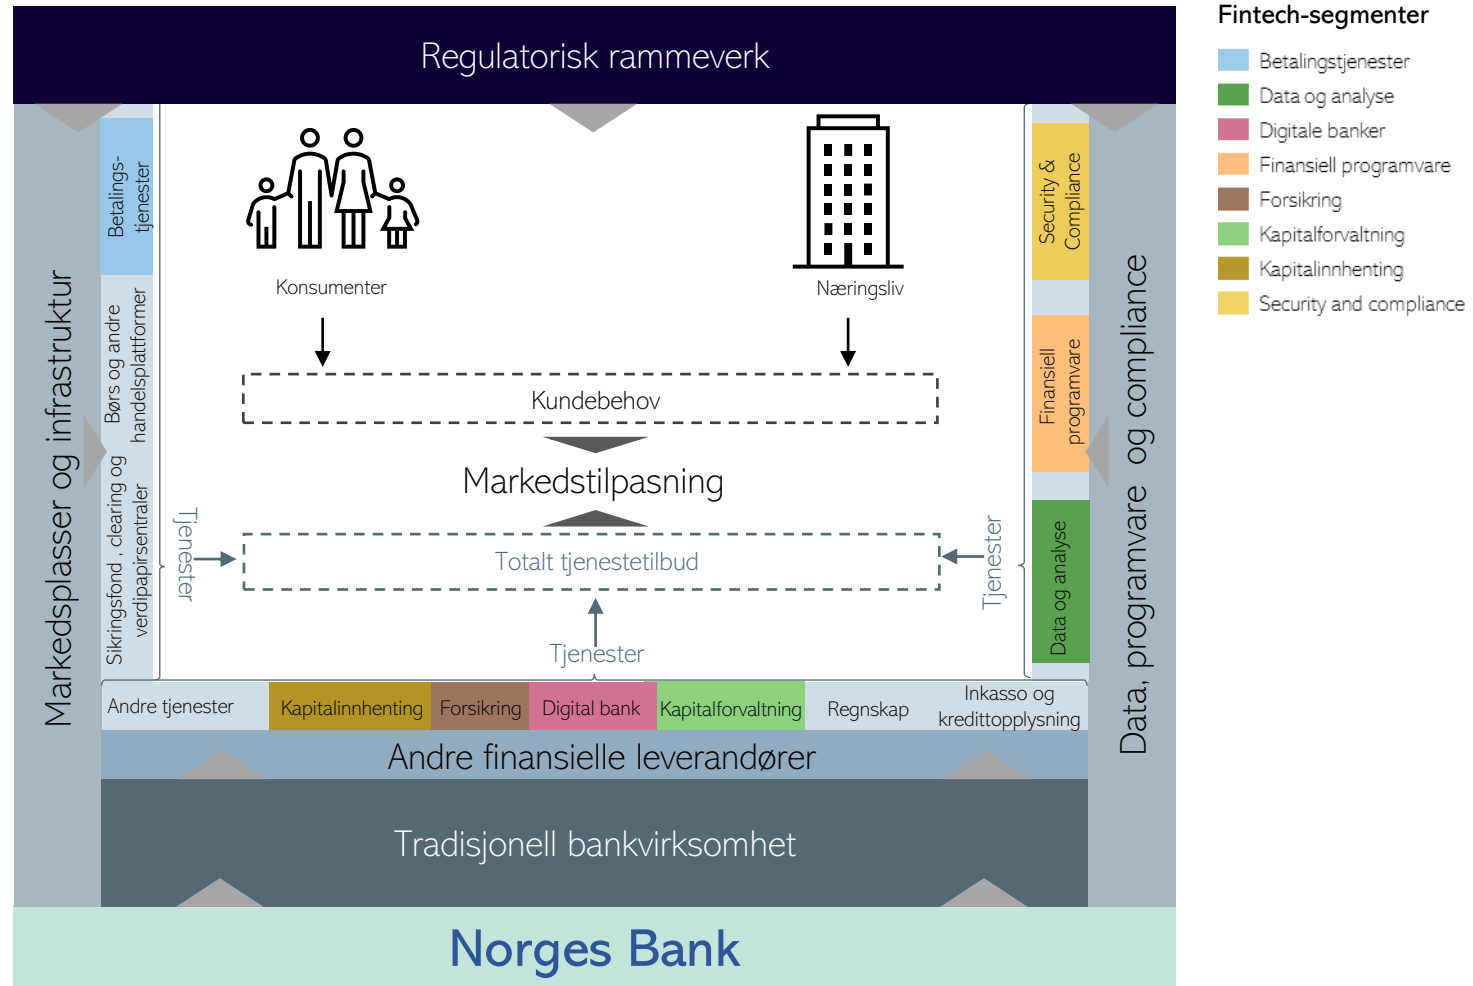 Regulatorisk rammeverk
Fintech-segmenter
Betalingstjenester
Data og analyse
Digitale banker
Finansiell programvare
Forsikring
Kapitalforvaltning
Kapitalinnhenting
Security and compliance
Markedsplasser og infrastruktur
Betalings-
tjenester
Børs og andre
handelsplattformer
Sikringsfond , clearing og
verdipapirsentraler
Konsumenter
Næringsliv
Kundebehov
Markedstilpasning
Totalt tjenestetilbud
Tjenester
Tjenester
Tjenester
Security &
Compliance
Finansiell
programvare
Data og analyse
Data, programvare og compliance
Andre tjenester
Kapitalinnhenting
Forsikring
Digital bank
Kapitalforvaltning
Regnskap
Inkasso og
kredittopplysning
Andre finansielle leverandører
Tradisjonell bankvirksomhet
Norges Bank